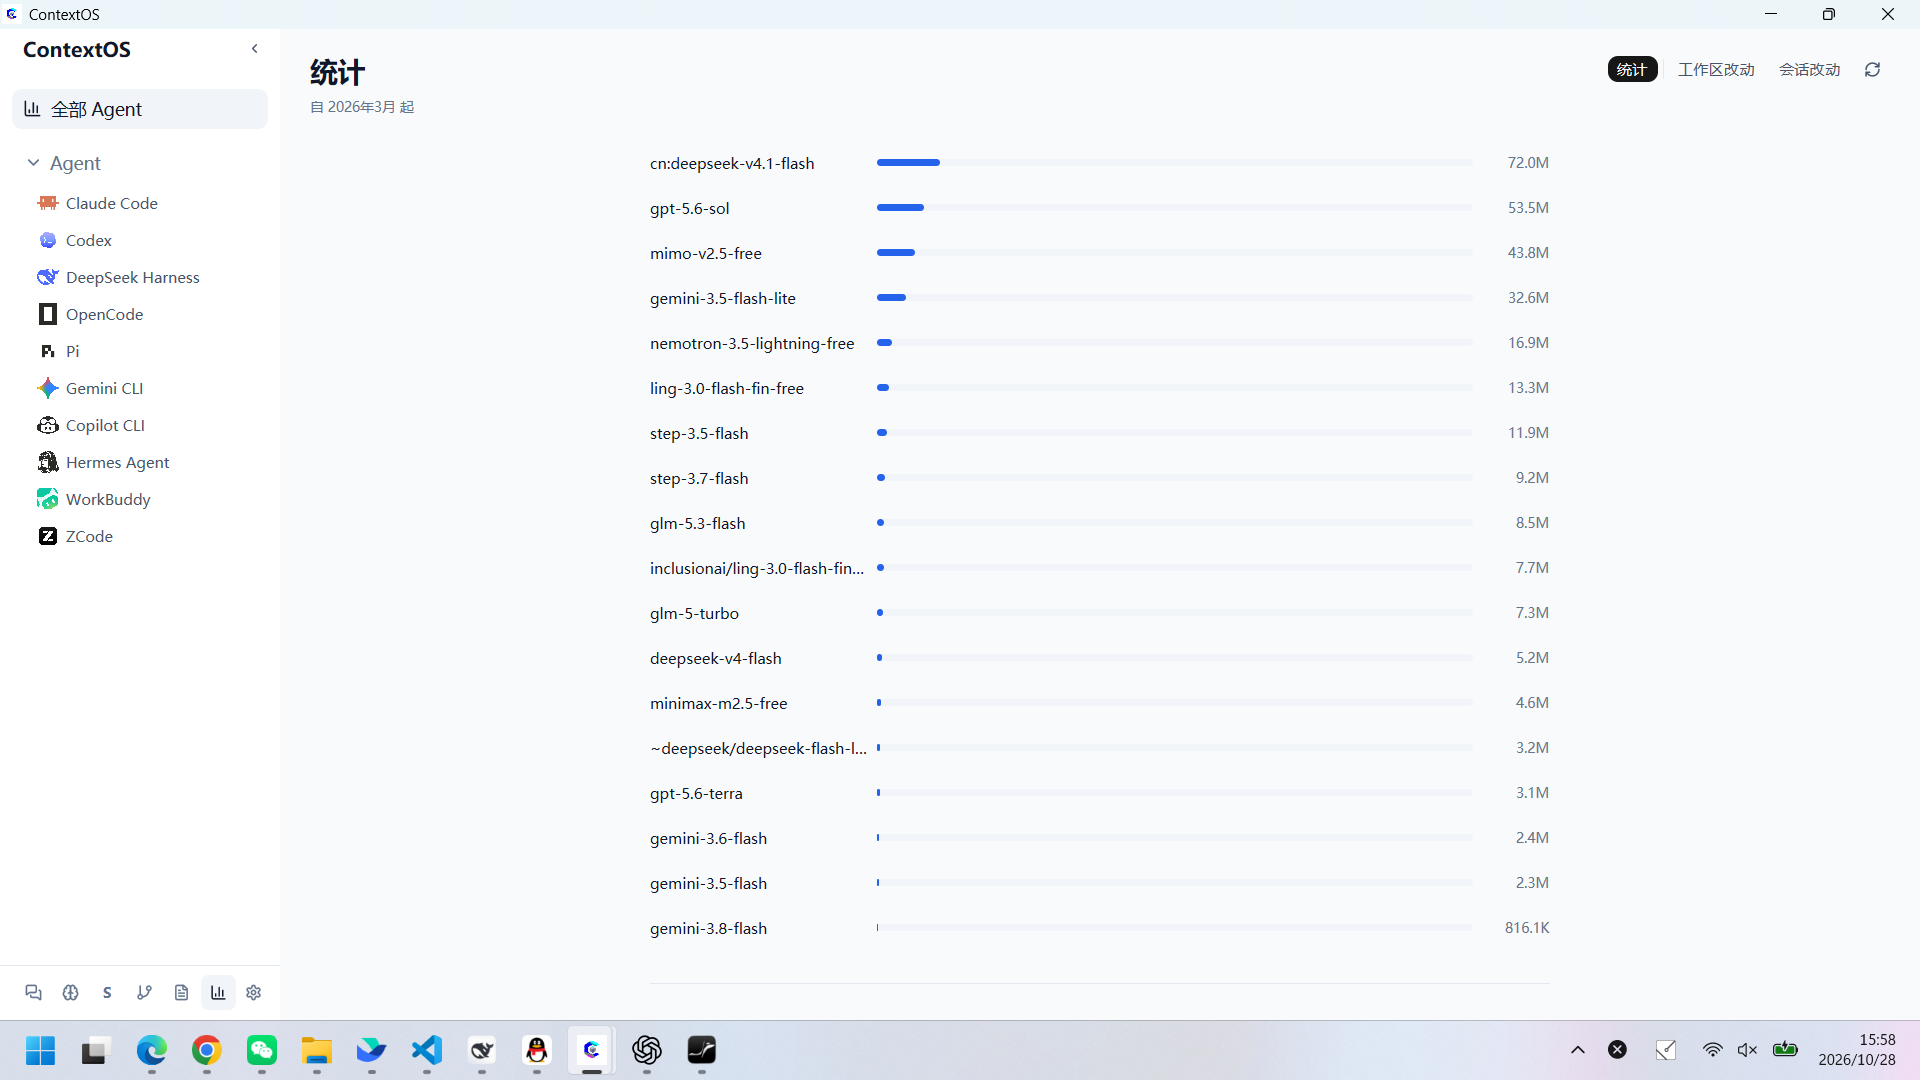 ContextOS
ContextOS
全部 Agent
Agent
Claude Code
Codex
DeepSeek Harness
OpenCode
Pi
Gemini CLI
Copilot CLI
Hermes Agent
WorkBuddy
ZCode
S
统计
自 2026年3月 起
统计
工作区改动
会话改动
cn:deepseek-v4.1-flash 72.0M
gpt-5.6-sol 53.5M
mimo-v2.5-free 43.8M
gemini-3.5-flash-lite 32.6M
nemotron-3.5-lightning-free 16.9M
ling-3.0-flash-fin-free 13.3M
step-3.5-flash 11.9M
step-3.7-flash 9.2M
glm-5.3-flash 8.5M
inclusionai/ling-3.0-flash-fin... 7.7M
glm-5-turbo 7.3M
deepseek-v4-flash 5.2M
minimax-m2.5-free 4.6M
~deepseek/deepseek-flash-l... 3.2M
gpt-5.6-terra 3.1M
gemini-3.6-flash 2.4M
gemini-3.5-flash 2.3M
gemini-3.8-flash 816.1K
15:58
2026/10/28